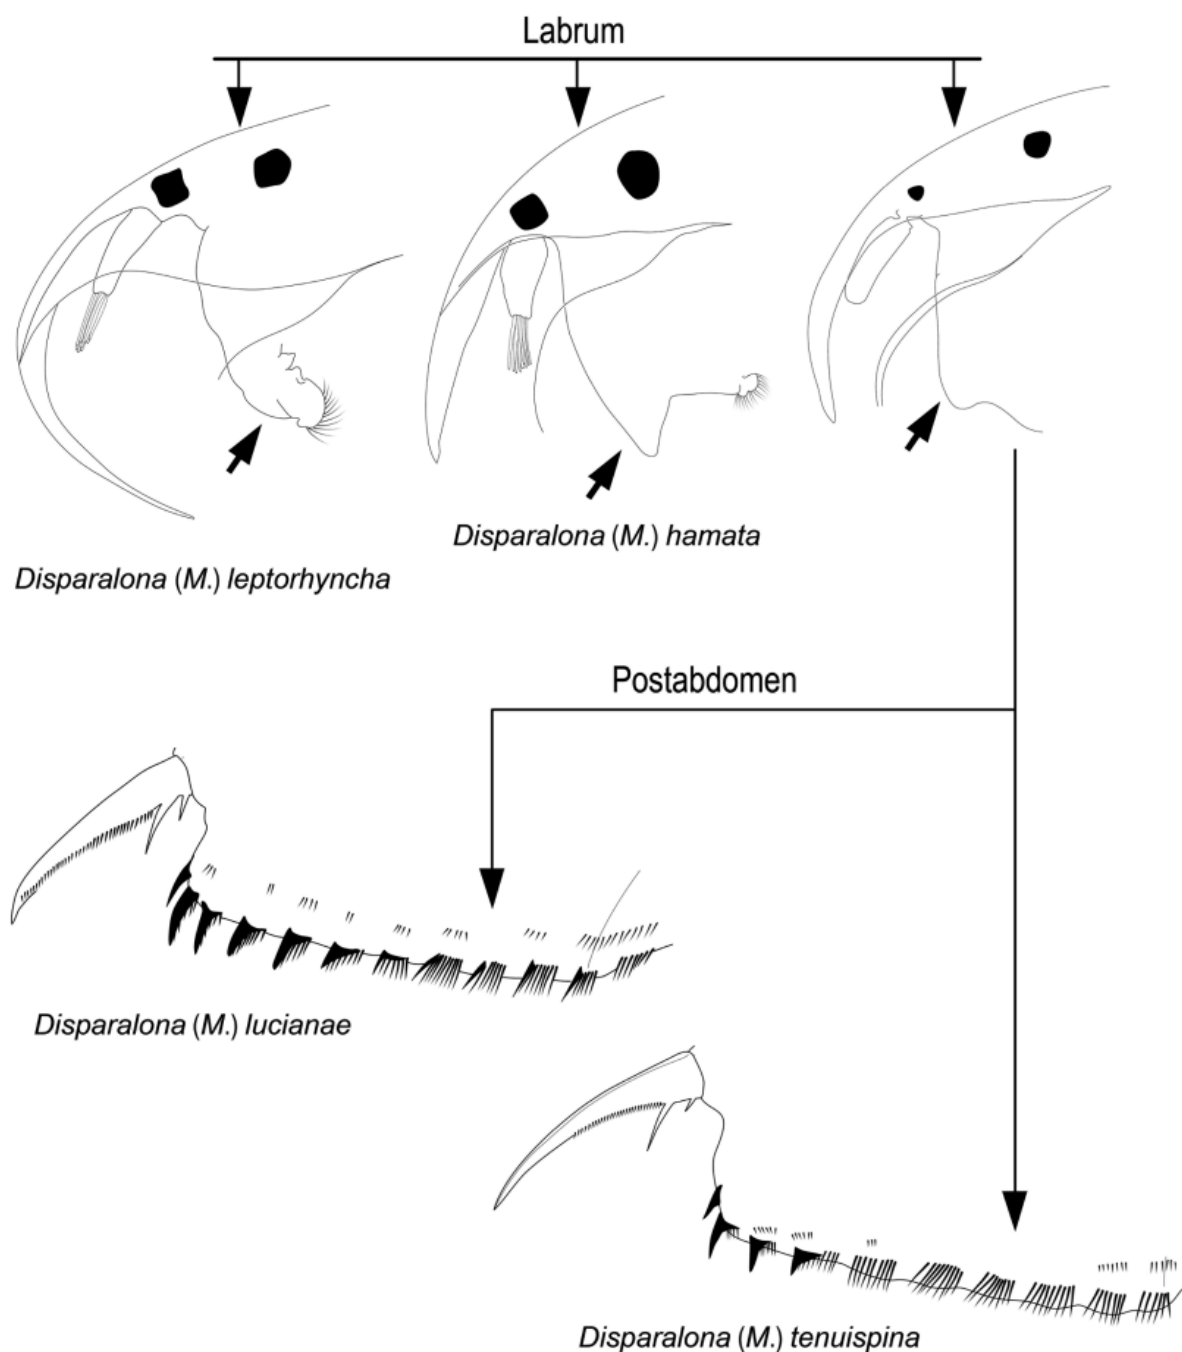 Labrum
Disparalona (M.) hamata
Disparalona (M.) leptorhyncha
Postabdomen
Disparalona (M.) lucianae
Disparalona (M.) tenuispina